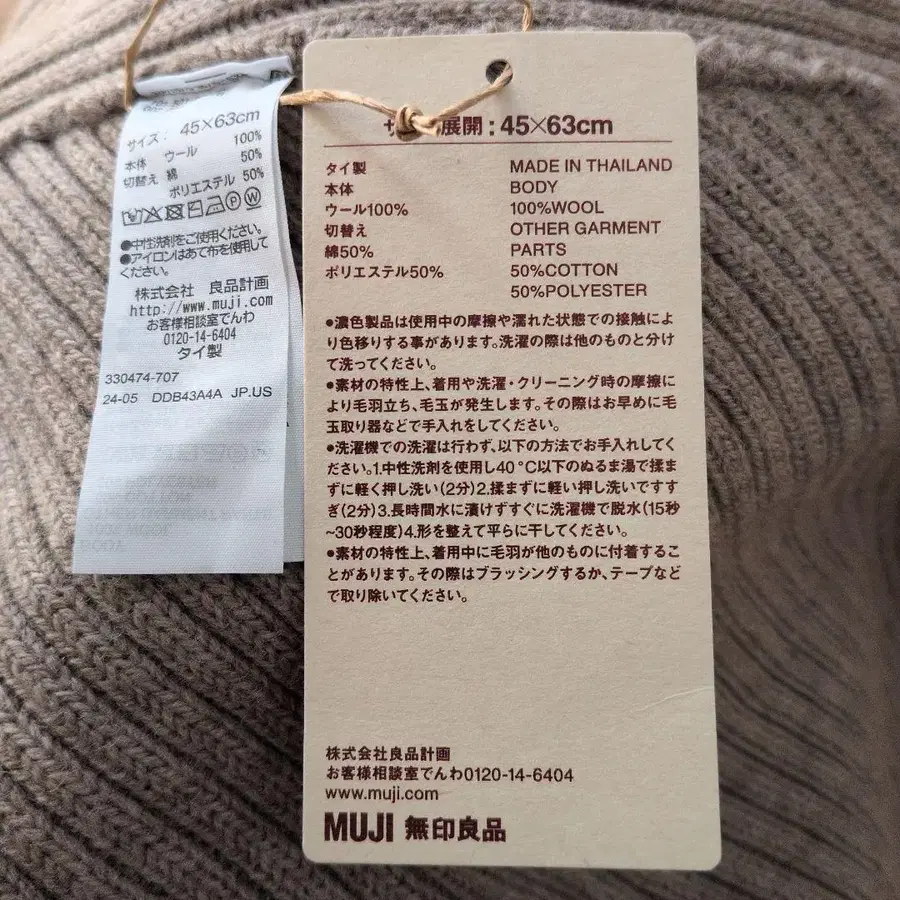 サイズ: 45×63cm
本体 ウール 100%
切替え 綿 50%
ポリエステル 50%
●中性洗剤をご使用ください。
●アイロンはあて布を使用して
ください。
株式会社 良品計画
http://www.muji.com
お客様相談室でんわ
0120-14-6404
タイ製
330474-707
24-05 DDB43A4A JP.US
展開:45×63cm
タイ製 MADE IN THAILAND
本体 BODY
ウール100% 100%WOOL
切替え OTHER GARMENT
綿50% PARTS
ポリエステル50% 50%COTTON
50%POLYESTER
●濃色製品は使用中の摩擦や濡れた状態での接触によ
り色移りする事があります。洗濯の際は他のものと分け
て洗ってください。
●素材の特性上、着用や洗濯・クリーニング時の摩擦に
より毛羽立ち、毛玉が発生します。その際はお早めに毛
玉取り器などで手入れをしてください。
●洗濯機での洗濯は行わず、以下の方法でお手入れしてく
ださい。1.中性洗剤を使用し40℃以下のぬるま湯で揉ま
ずに軽く押し洗い(2分)2.揉まずに軽い押し洗いですす
ぎ(2分)3.長時間水に漬けずすぐに洗濯機で脱水(15秒
~30秒程度)4.形を整えて平らに干してください。
●素材の特性上、着用中に毛羽が他のものに付着するこ
とがあります。その際はブラッシングするか、テープなど
で取り除いてください。
株式会社良品計画
お客様相談室でんわ0120-14-6404
www.muji.com
MUJI 無印良品